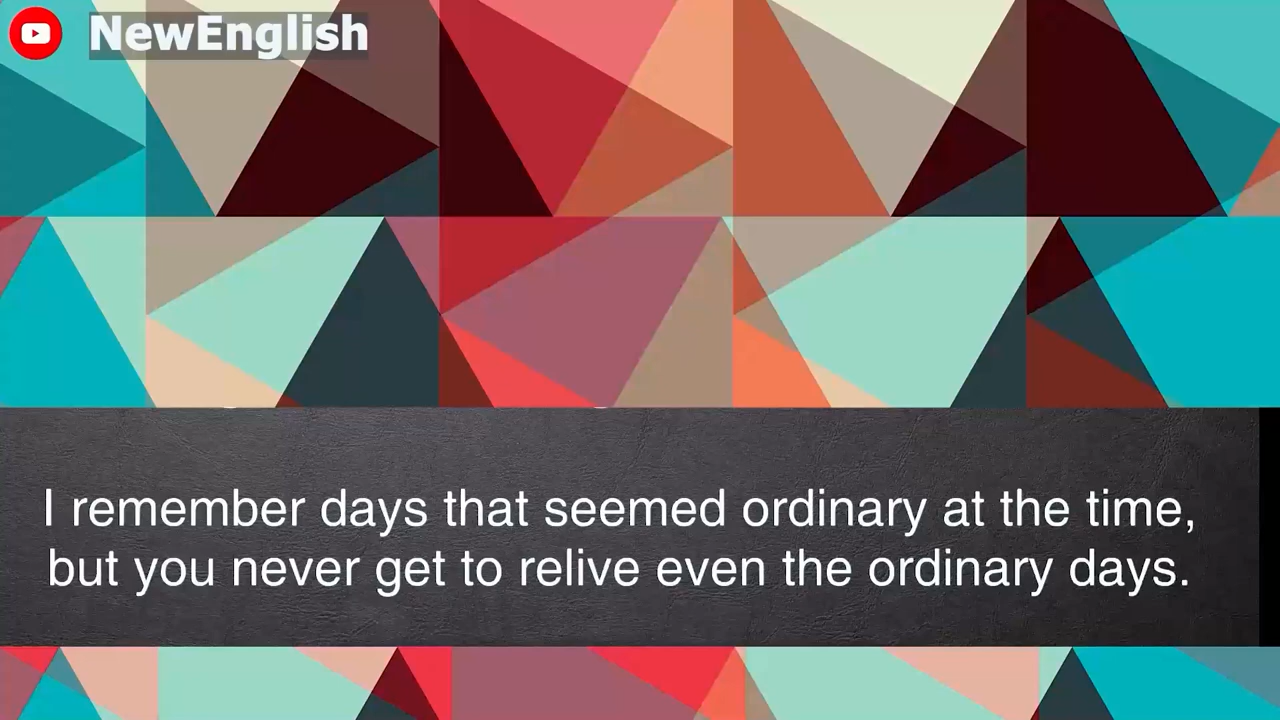 NewEnglish
I remember days that seemed ordinary at the time,
but you never get to relive even the ordinary days.